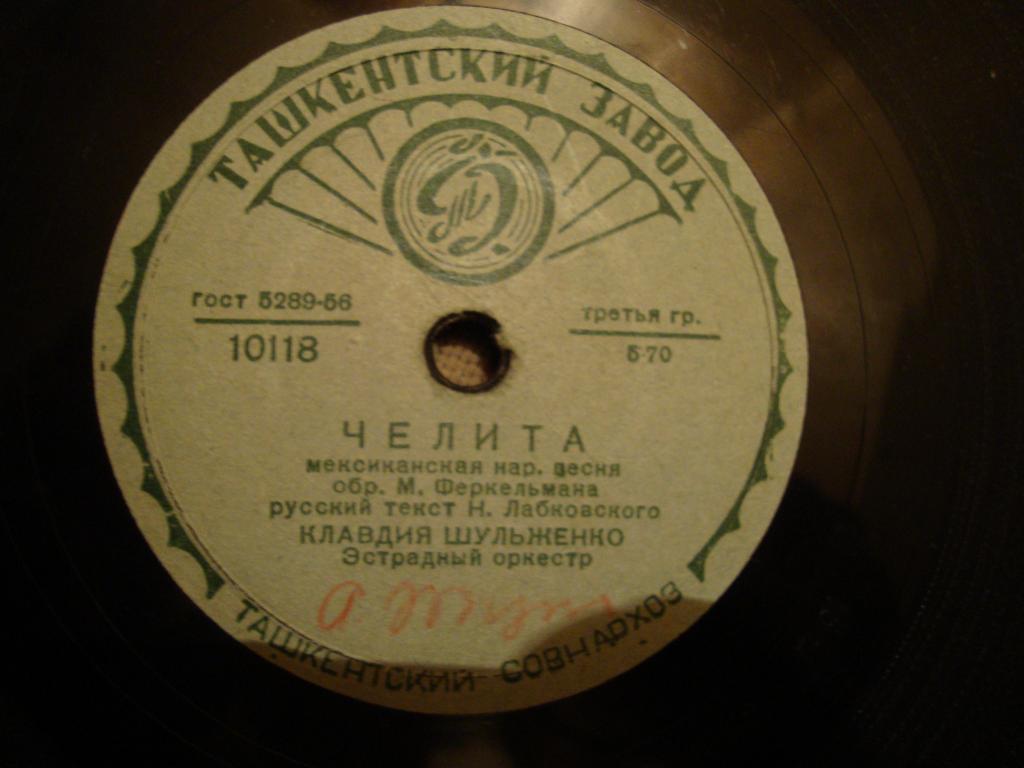 ТАШКЕНТСКИЙ ЗАВОД
ГОСТ 5289-56
10118
третья гр.
5-70
ЧЕЛИТА
мексиканская нар. песня
обр. М. Феркельмана
русский текст Н. Лабковского
КЛАВДИЯ ШУЛЬЖЕНКО
Эстрадный оркестр
ТАШКЕНТСКИЙ СОВНАРХОЗ